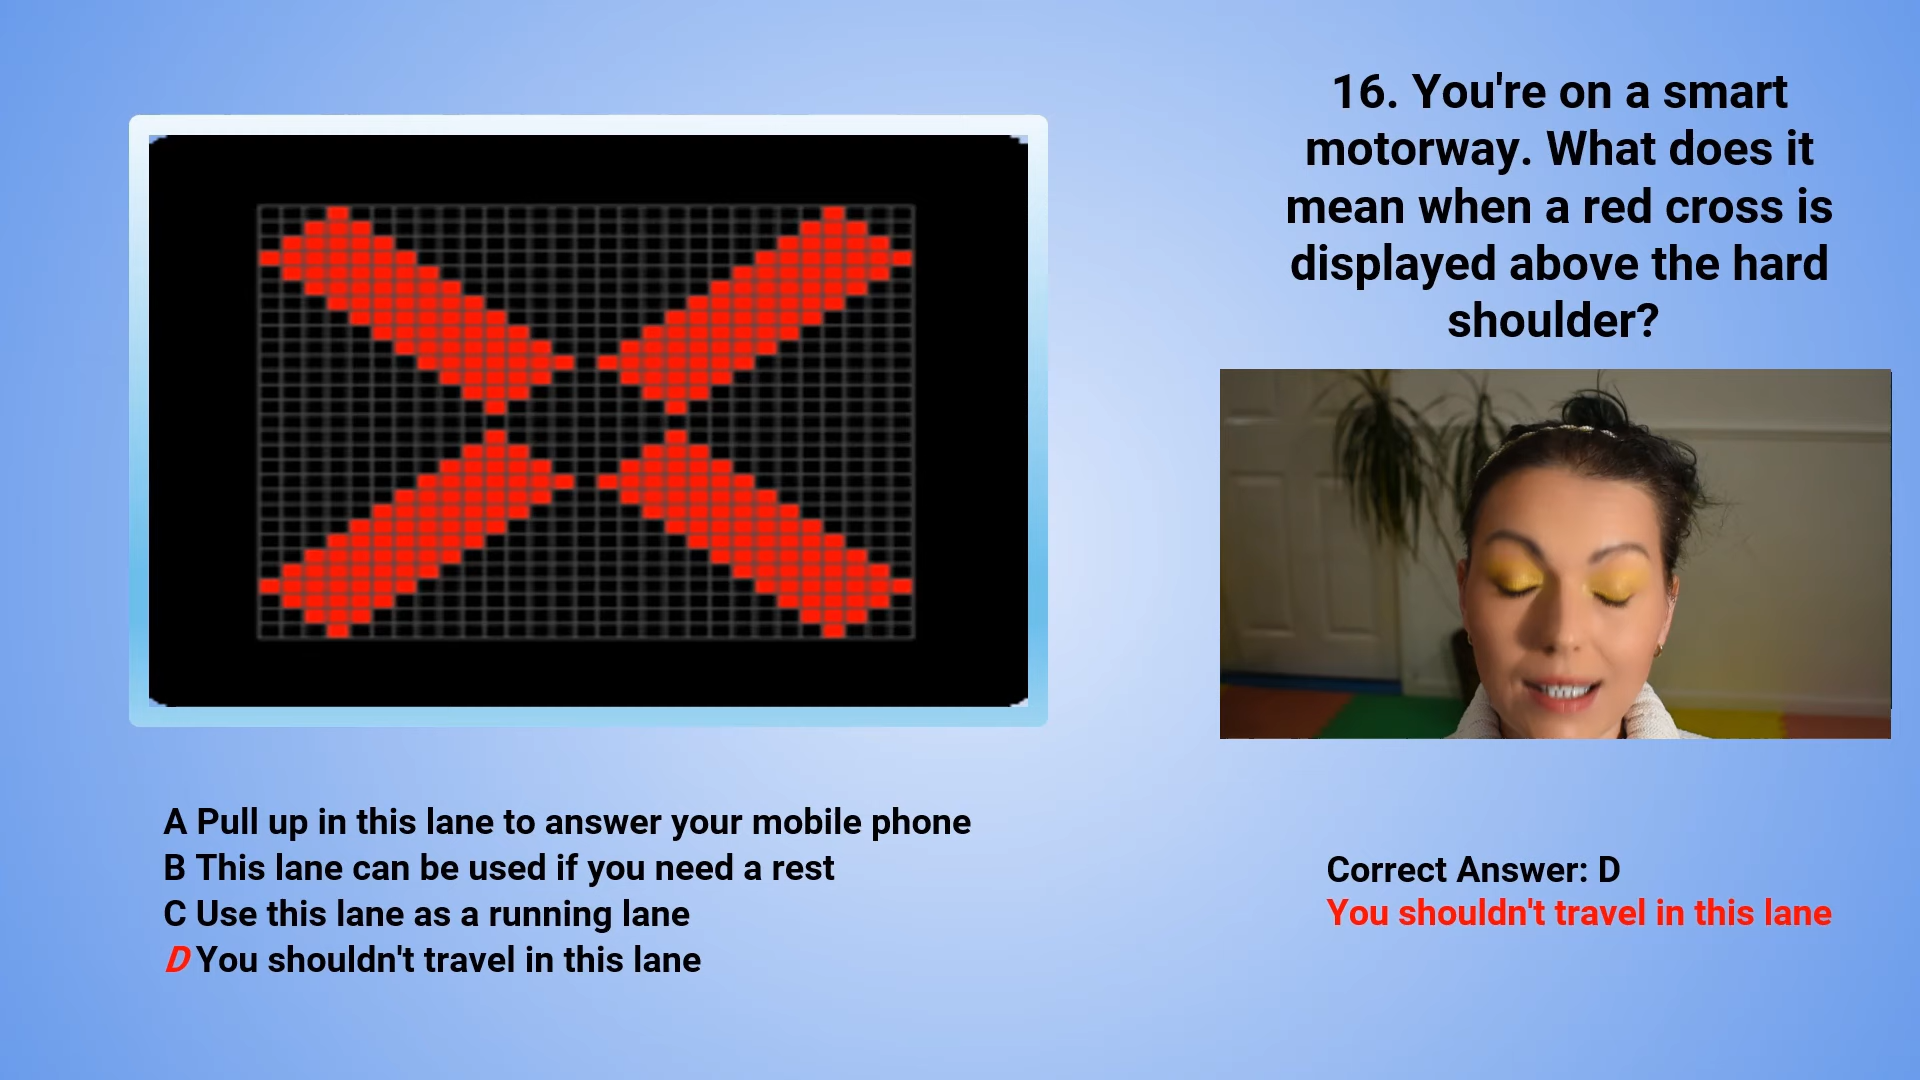 16. You're on a smart
motorway. What does it
mean when a red cross is
displayed above the hard
shoulder?
A Pull up in this lane to answer your mobile phone
B This lane can be used if you need a rest
C Use this lane as a running lane
D You shouldn't travel in this lane
Correct Answer: D
You shouldn't travel in this lane